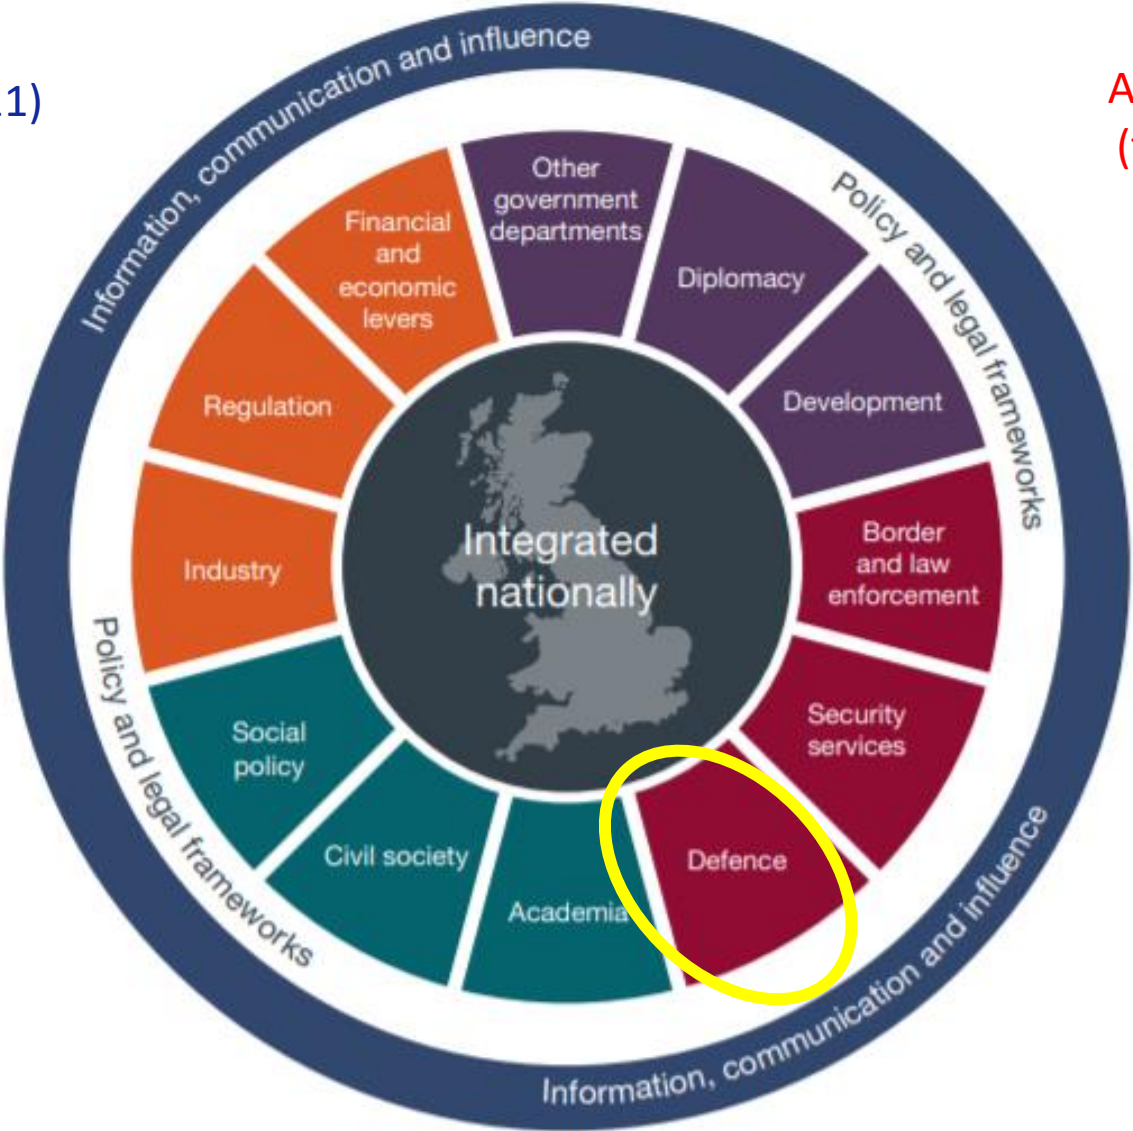 Information, communication and influence
.1)
A
(
Policy and legal frameworks
Other
government
departments
Diplomacy
Development
Border
and law
enforcement
Security
services
Defence
Academia
Civil society
Social
policy
Industry
Regulation
Financial
and
economic
levers
Integrated
nationally
Policy and legal frameworks
Information, communication and influence